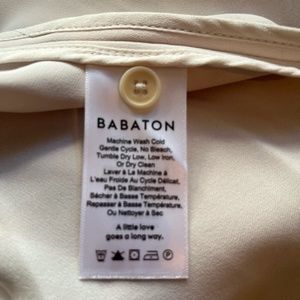 BABATON
Machine Wash Cold
Gentle Cycle, No Bleach,
Tumble Dry Low, Low Iron,
Or Dry Clean
Laver À La Machine À
L'eau Froide Au Cycle Délicat,
Pas De Blanchiment,
Sécher À Basse Température,
Repasser À Basse Température,
Ou Nettoyer À Sec
A little love
goes a long way.